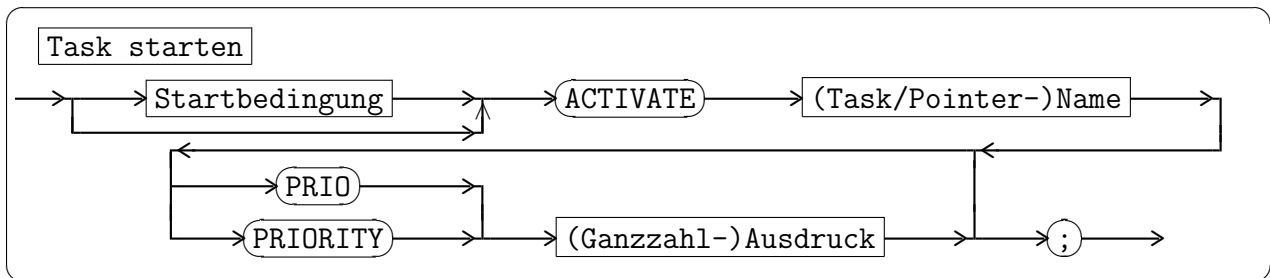 Task starten
Startbedingung ACTIVATE (Task/Pointer-)Name
PRIO
PRIORITY (Ganzzahl-)Ausdruck ;